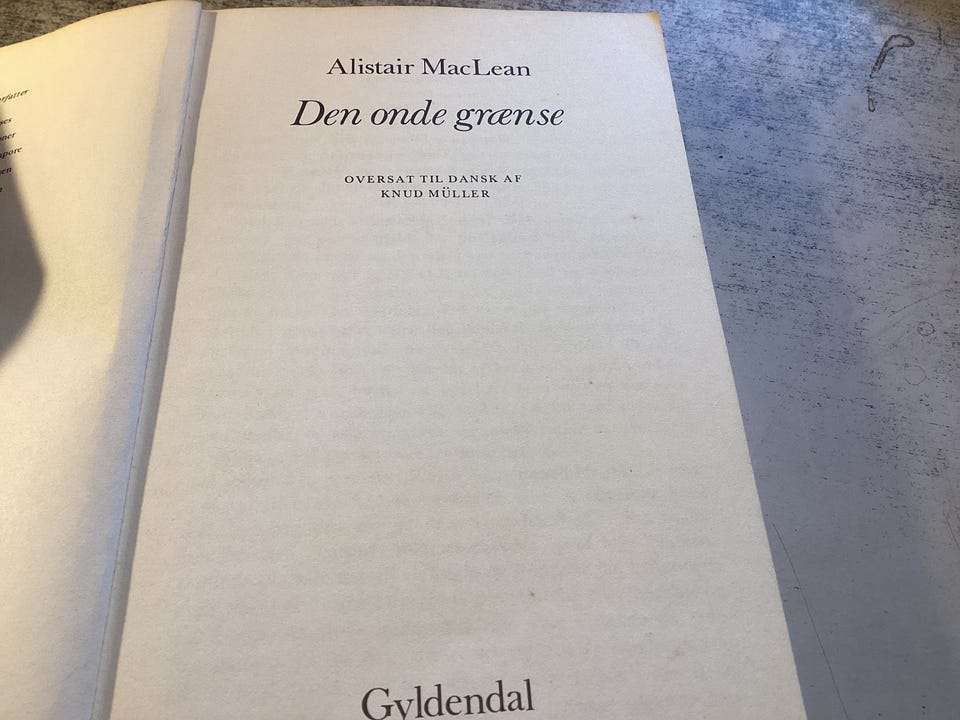 Alistair MacLean
Den onde grænse
OVERSAT TIL DANSK AF
KNUD MÜLLER
Gyldendal